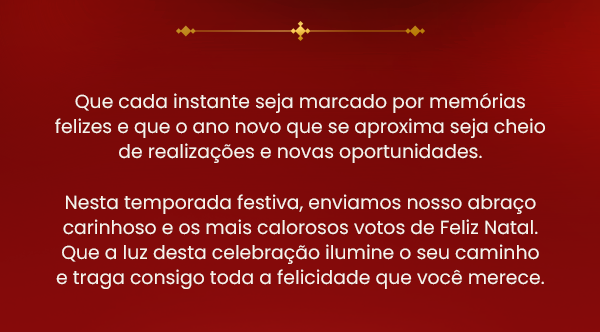 Que cada instante seja marcado por memórias
felizes e que o ano novo que se aproxima seja cheio
de realizações e novas oportunidades.
Nesta temporada festiva, enviamos nosso abraço
carinhoso e os mais calorosos votos de Feliz Natal.
Que a luz desta celebração ilumine o seu caminho
e traga consigo toda a felicidade que você merece.